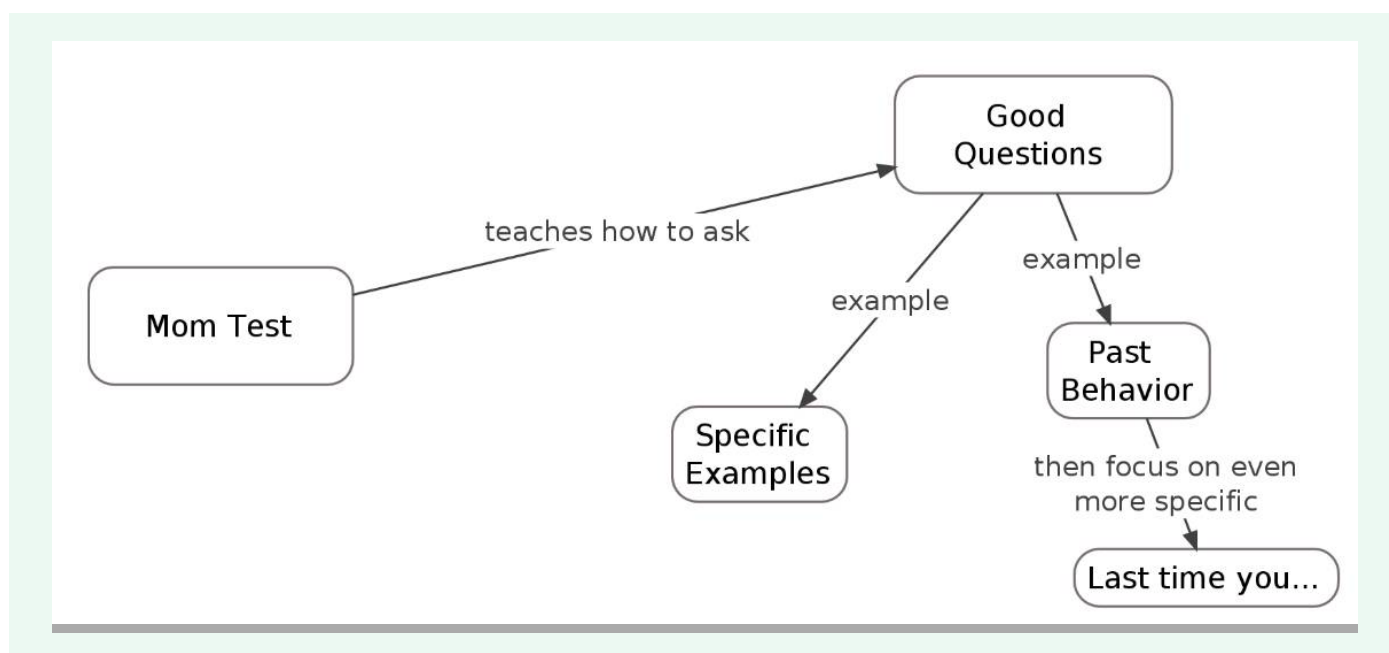 Good
Questions
teaches how to ask
example
example
Mom Test
Past
Behavior
Specific
Examples
then focus on even
more specific
Last time you...